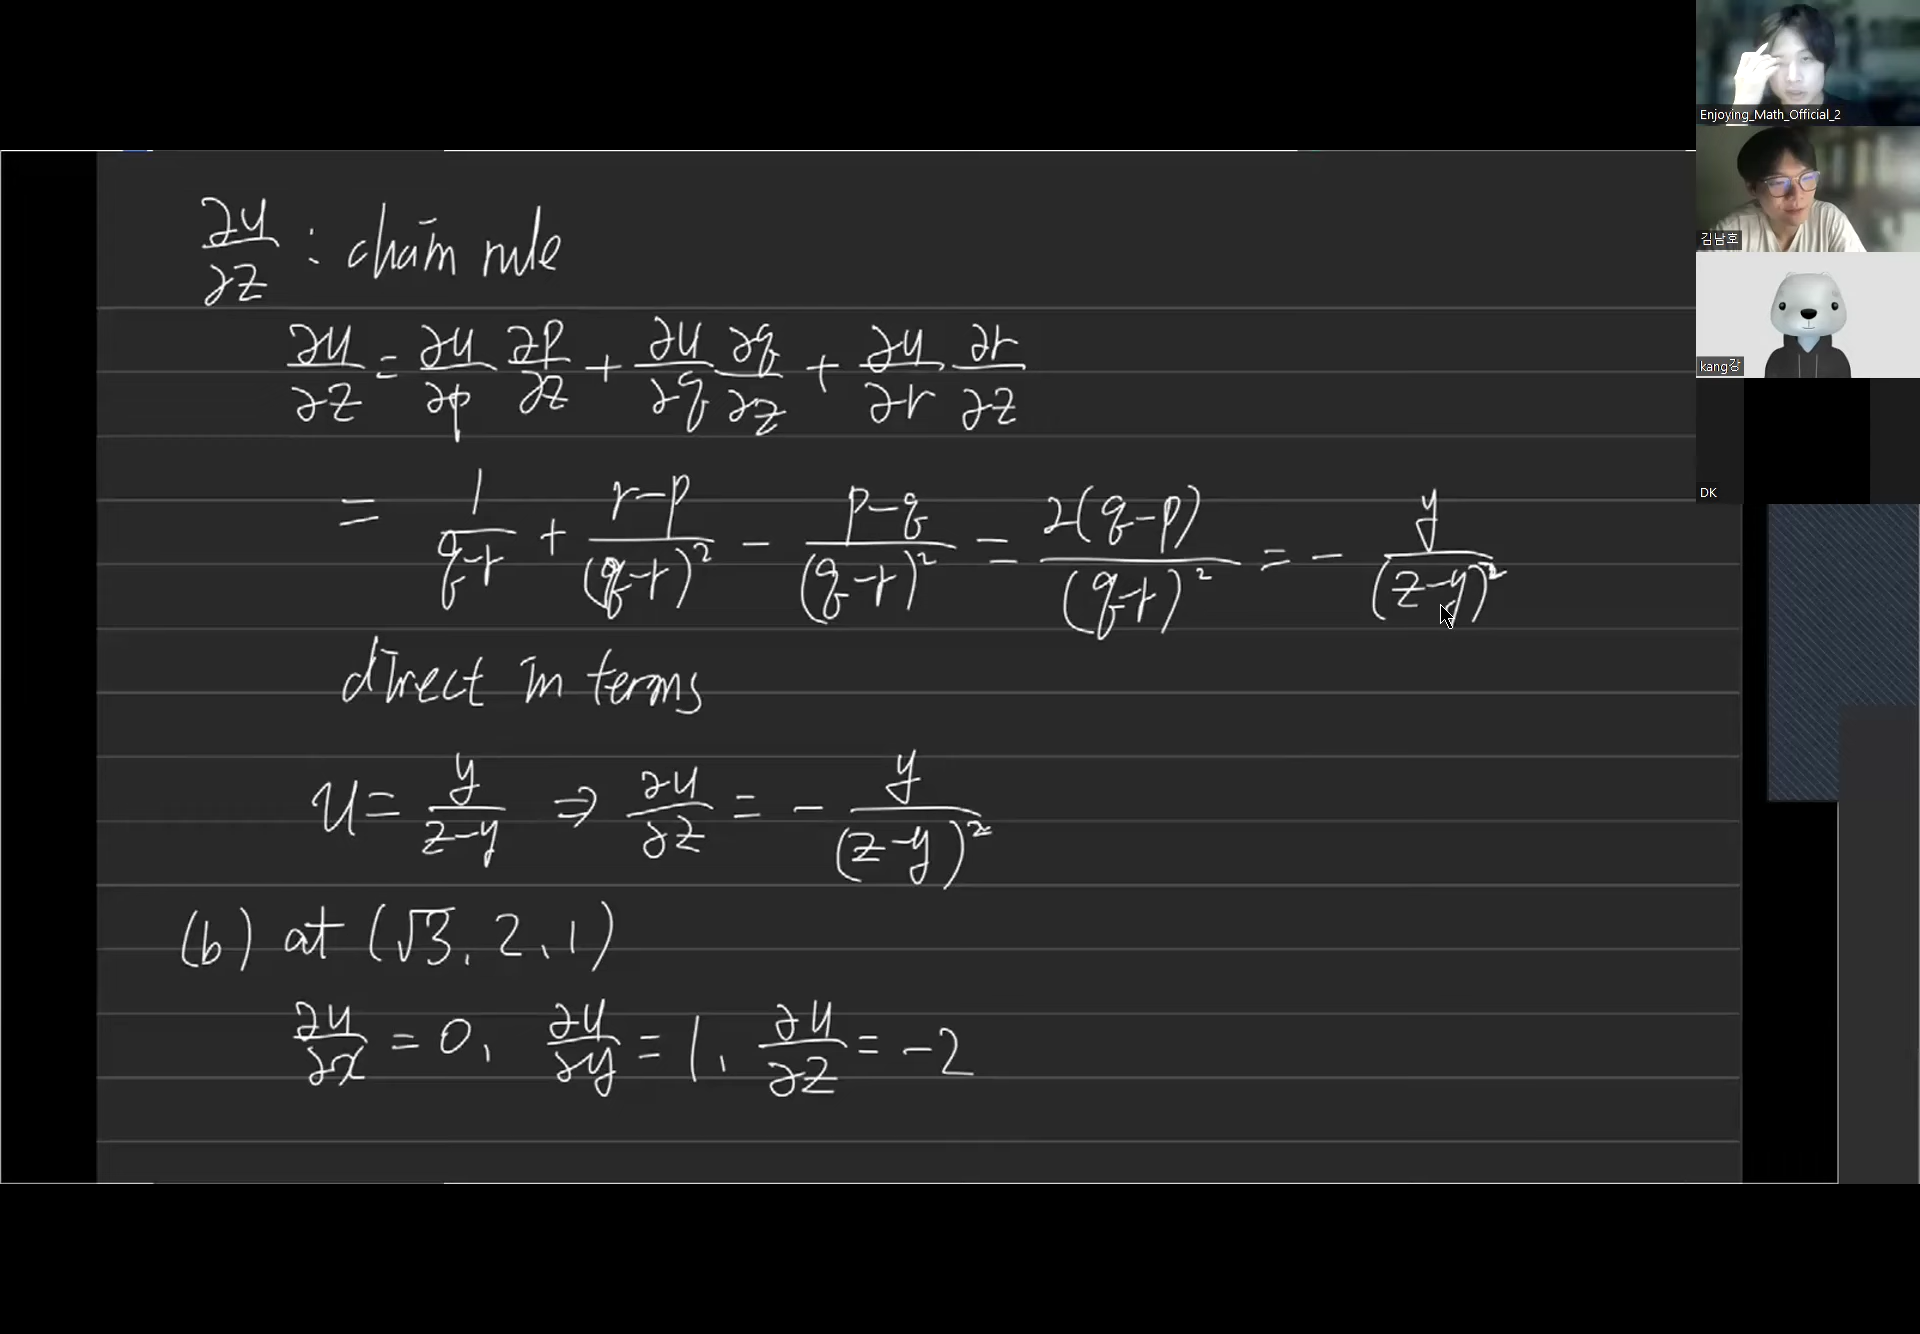 ∂u/∂z : chain rule
∂u/∂z = ∂u/∂p ∂p/∂z + ∂u/∂q ∂q/∂z + ∂u/∂r ∂r/∂z
= 1/(q-r) + (r-p)/(q-r)² - (p-q)/(q-r)² = 2(q-p)/(q-r)² = - y/(z-y)²
direct in terms
u = y/(z-y) ⇒ ∂u/∂z = - y/(z-y)²
(b) at (√3, 2, 1)
∂u/∂x = 0, ∂u/∂y = 1, ∂u/∂z = -2
Enjoying_Math_Official_2
김남호
kang강
DK